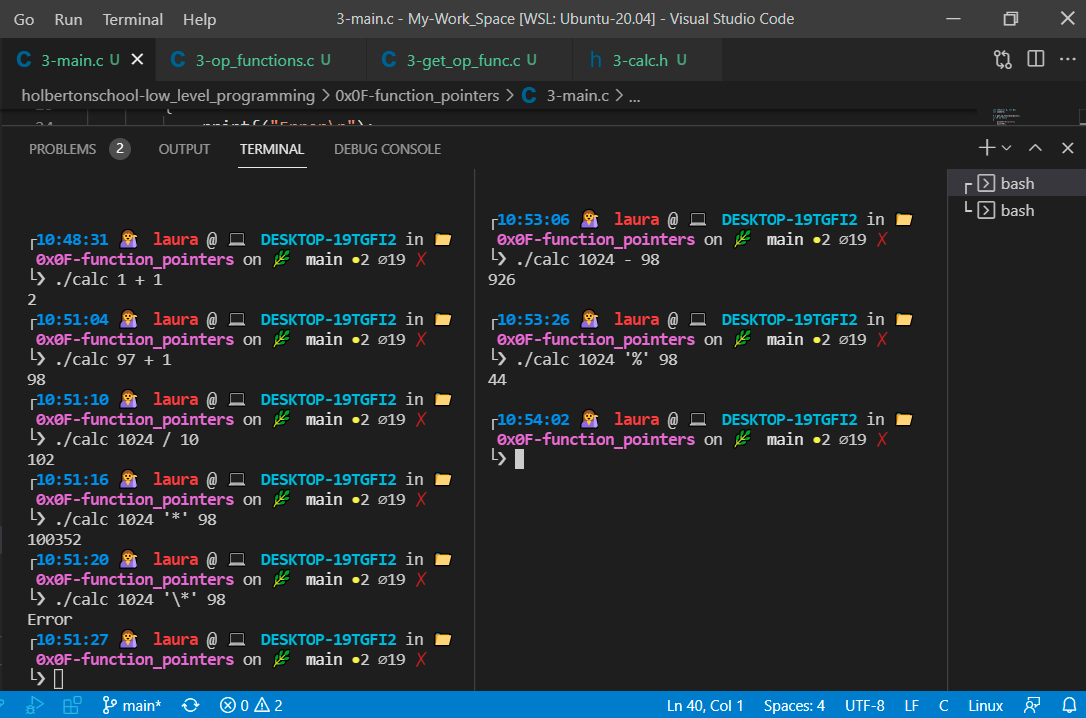 Go Run Terminal Help 3-main.c - My-Work_Space [WSL: Ubuntu-20.04] - Visual Studio Code
C 3-main.c U C 3-op_functions.c U C 3-get_op_func.c U h 3-calc.h U ...
holbertonschool-low_level_programming > 0x0F-function_pointers > C 3-main.c > ...
printf("Error\n");
PROBLEMS 2 OUTPUT TERMINAL DEBUG CONSOLE
10:48:31 laura @ DESKTOP-19TGFI2 in
0x0F-function_pointers on main •2 ∅19 ✗
./calc 1 + 1
2
10:51:04 laura @ DESKTOP-19TGFI2 in
0x0F-function_pointers on main •2 ∅19 ✗
./calc 97 + 1
98
10:51:10 laura @ DESKTOP-19TGFI2 in
0x0F-function_pointers on main •2 ∅19 ✗
./calc 1024 / 10
102
10:51:16 laura @ DESKTOP-19TGFI2 in
0x0F-function_pointers on main •2 ∅19 ✗
./calc 1024 '*' 98
100352
10:51:20 laura @ DESKTOP-19TGFI2 in
0x0F-function_pointers on main •2 ∅19 ✗
./calc 1024 '\*' 98
Error
10:51:27 laura @ DESKTOP-19TGFI2 in
0x0F-function_pointers on main •2 ∅19 ✗
10:53:06 laura @ DESKTOP-19TGFI2 in
0x0F-function_pointers on main •2 ∅19 ✗
./calc 1024 - 98
926
10:53:26 laura @ DESKTOP-19TGFI2 in
0x0F-function_pointers on main •2 ∅19 ✗
./calc 1024 '%' 98
44
10:54:02 laura @ DESKTOP-19TGFI2 in
0x0F-function_pointers on main •2 ∅19 ✗
bash
bash
main* 0 2 Ln 40, Col 1 Spaces: 4 UTF-8 LF C Linux